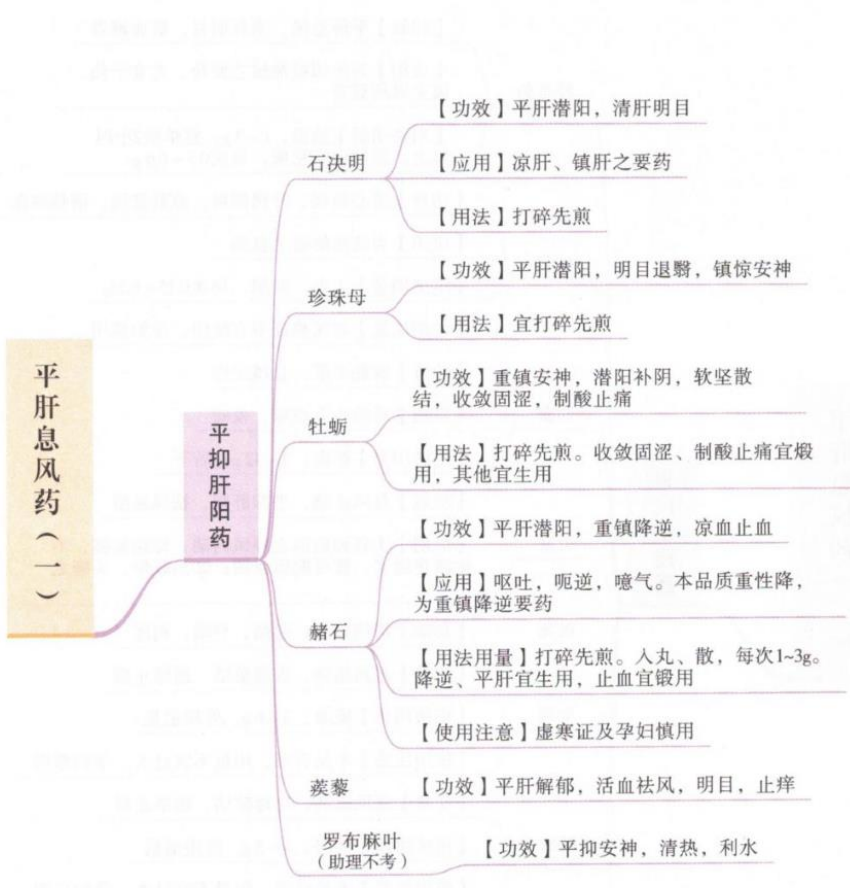 平肝息风药（一）
平抑肝阳药
石决明
【功效】平肝潜阳，清肝明目
【应用】凉肝、镇肝之要药
【用法】打碎先煎
珍珠母
【功效】平肝潜阳，明目退翳，镇惊安神
【用法】宜打碎先煎
牡蛎
【功效】重镇安神，潜阳补阴，软坚散
结，收敛固涩，制酸止痛
【用法】打碎先煎。收敛固涩、制酸止痛宜煅
用，其他宜生用
赭石
【功效】平肝潜阳，重镇降逆，凉血止血
【应用】呕吐，呃逆，噫气。本品质重性降，
为重镇降逆要药
【用法用量】打碎先煎。入丸、散，每次1~3g。
降逆、平肝宜生用，止血宜锻用
【使用注意】虚寒证及孕妇慎用
蒺藜
【功效】平肝解郁，活血祛风，明目，止痒
罗布麻叶
（助理不考）
【功效】平抑安神，清热，利水